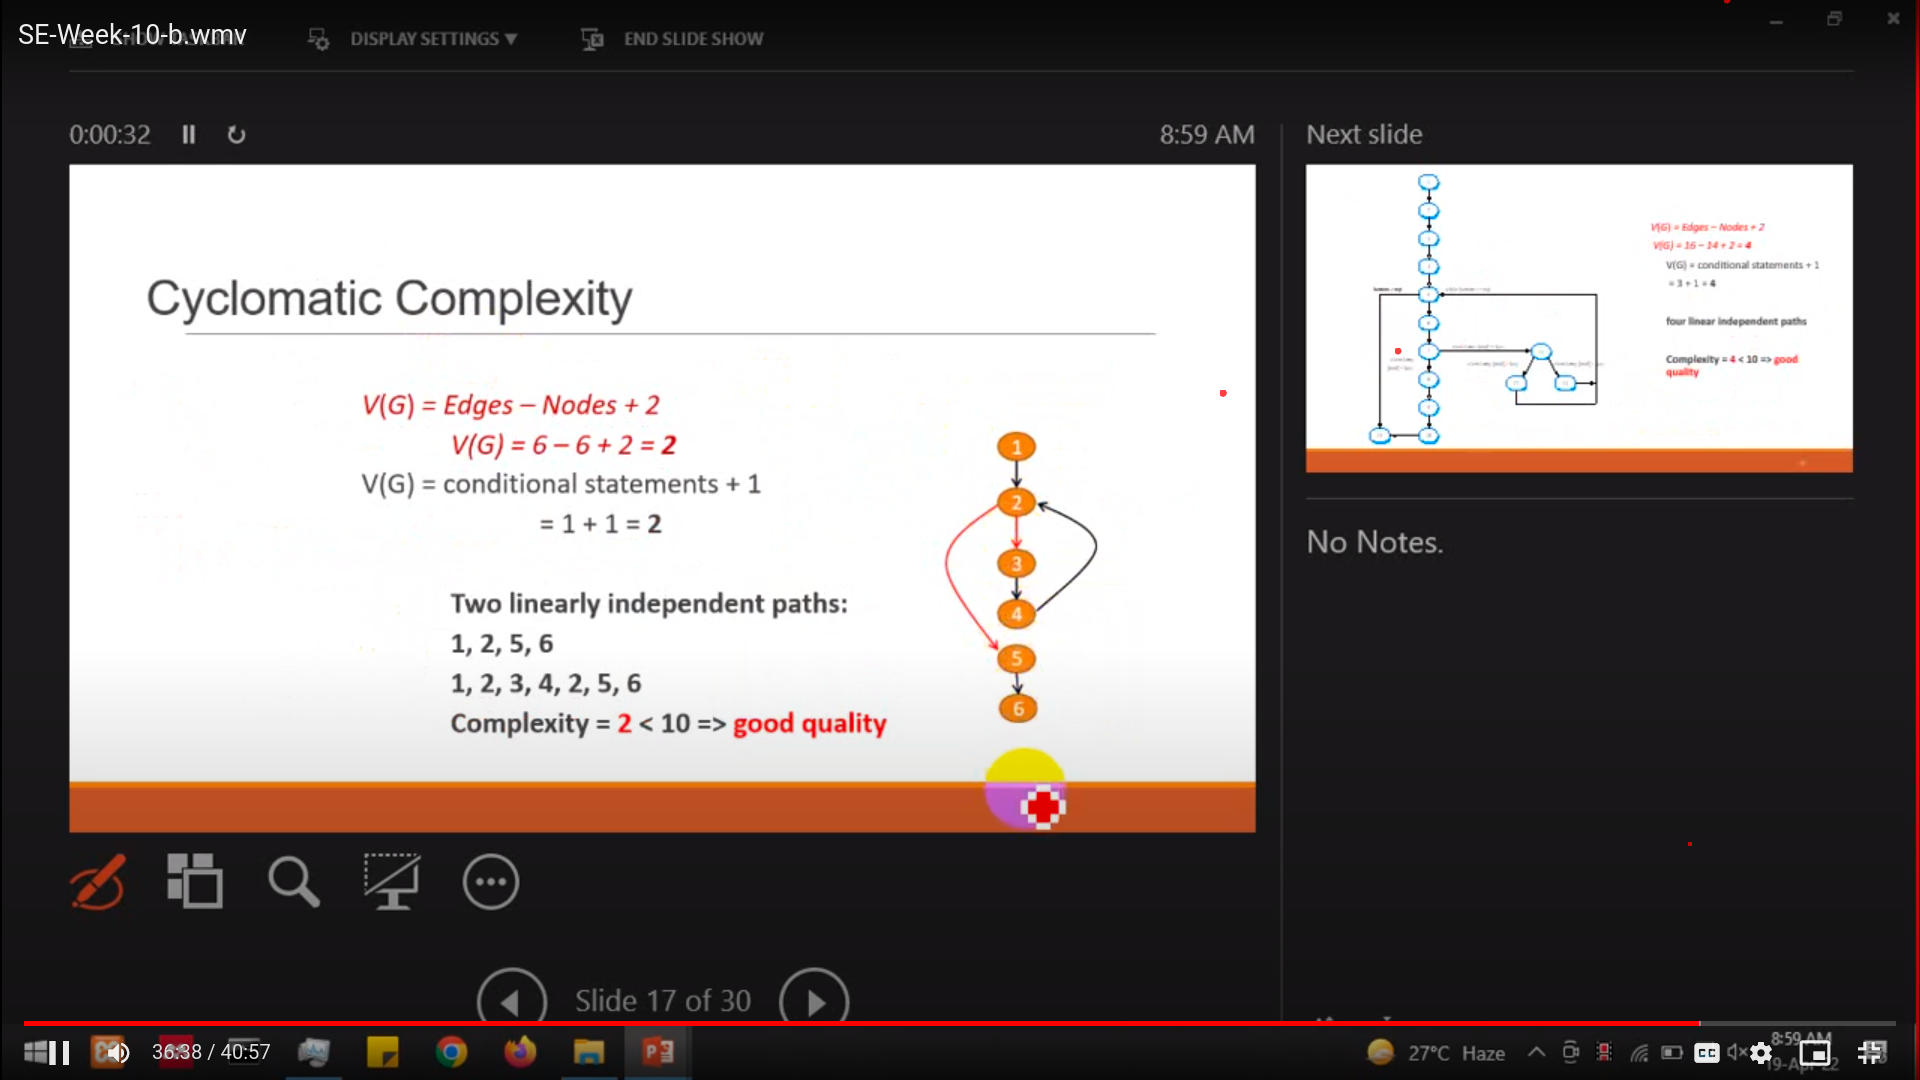 SE-Week-10-b.wmv
DISPLAY SETTINGS ▼
END SLIDE SHOW
0:00:32
8:59 AM
Next slide
Cyclomatic Complexity
V(G) = Edges – Nodes + 2
V(G) = 6 – 6 + 2 = 2
V(G) = conditional statements + 1
= 1 + 1 = 2
Two linearly independent paths:
1, 2, 5, 6
1, 2, 3, 4, 2, 5, 6
Complexity = 2 < 10 => good quality
1
2
3
4
5
6
V(G) = Edges – Nodes + 2
V(G) = 16 – 14 + 2 = 4
V(G) = conditional statements + 1
= 3 + 1 = 4
four linear independent paths
Complexity = 4 < 10 => good
quality
No Notes.
Slide 17 of 30
36:38 / 40:57
27°C Haze
CC
8:59 AM
19-Apr-22